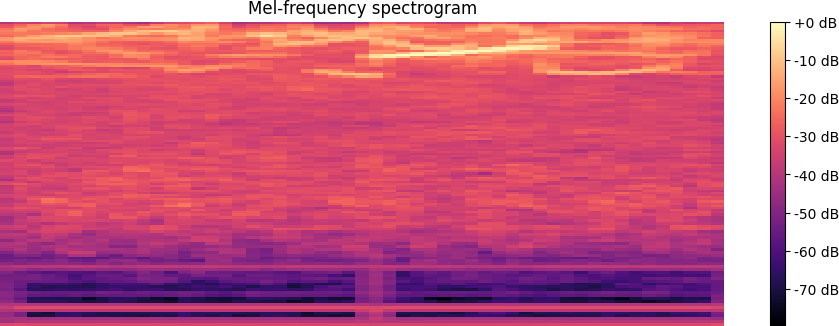 Mel-frequency spectrogram
+0 dB
-10 dB
-20 dB
-30 dB
-40 dB
-50 dB
-60 dB
-70 dB